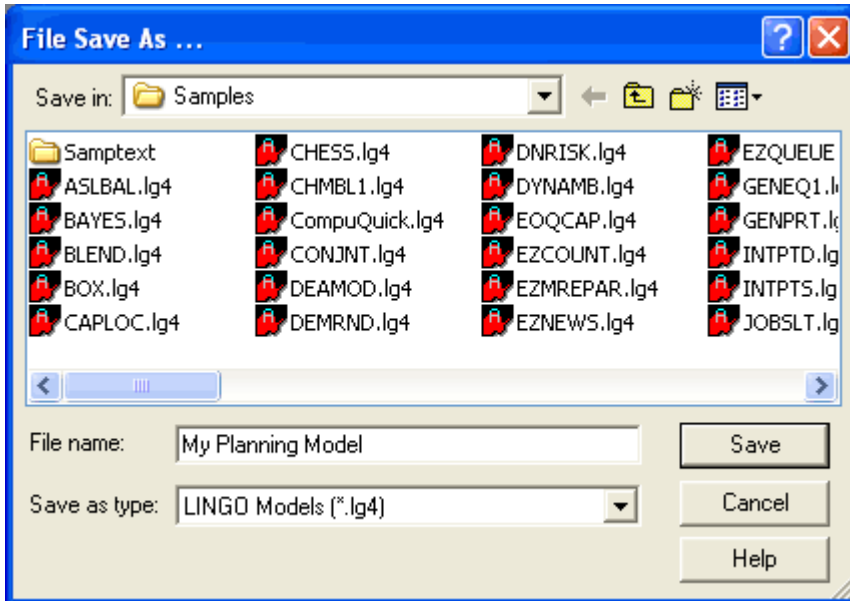 File Save As ...
Save in: Samples
Samptext CHESS.lg4 DNRISK.lg4 EZQUEUE
ASLBAL.lg4 CHMBL1.lg4 DYNAMB.lg4 GENEQ1.l
BAYES.lg4 CompuQuick.lg4 EOQCAP.lg4 GENPRT.lg
BLEND.lg4 CONJNT.lg4 EZCOUNT.lg4 INTPTD.lg
BOX.lg4 DEAMOD.lg4 EZMREPAR.lg4 INTPTS.lg
CAPLOC.lg4 DEMRND.lg4 EZNEWS.lg4 JOBSLT.lg
File name: My Planning Model Save
Save as type: LINGO Models (*.lg4) Cancel
Help